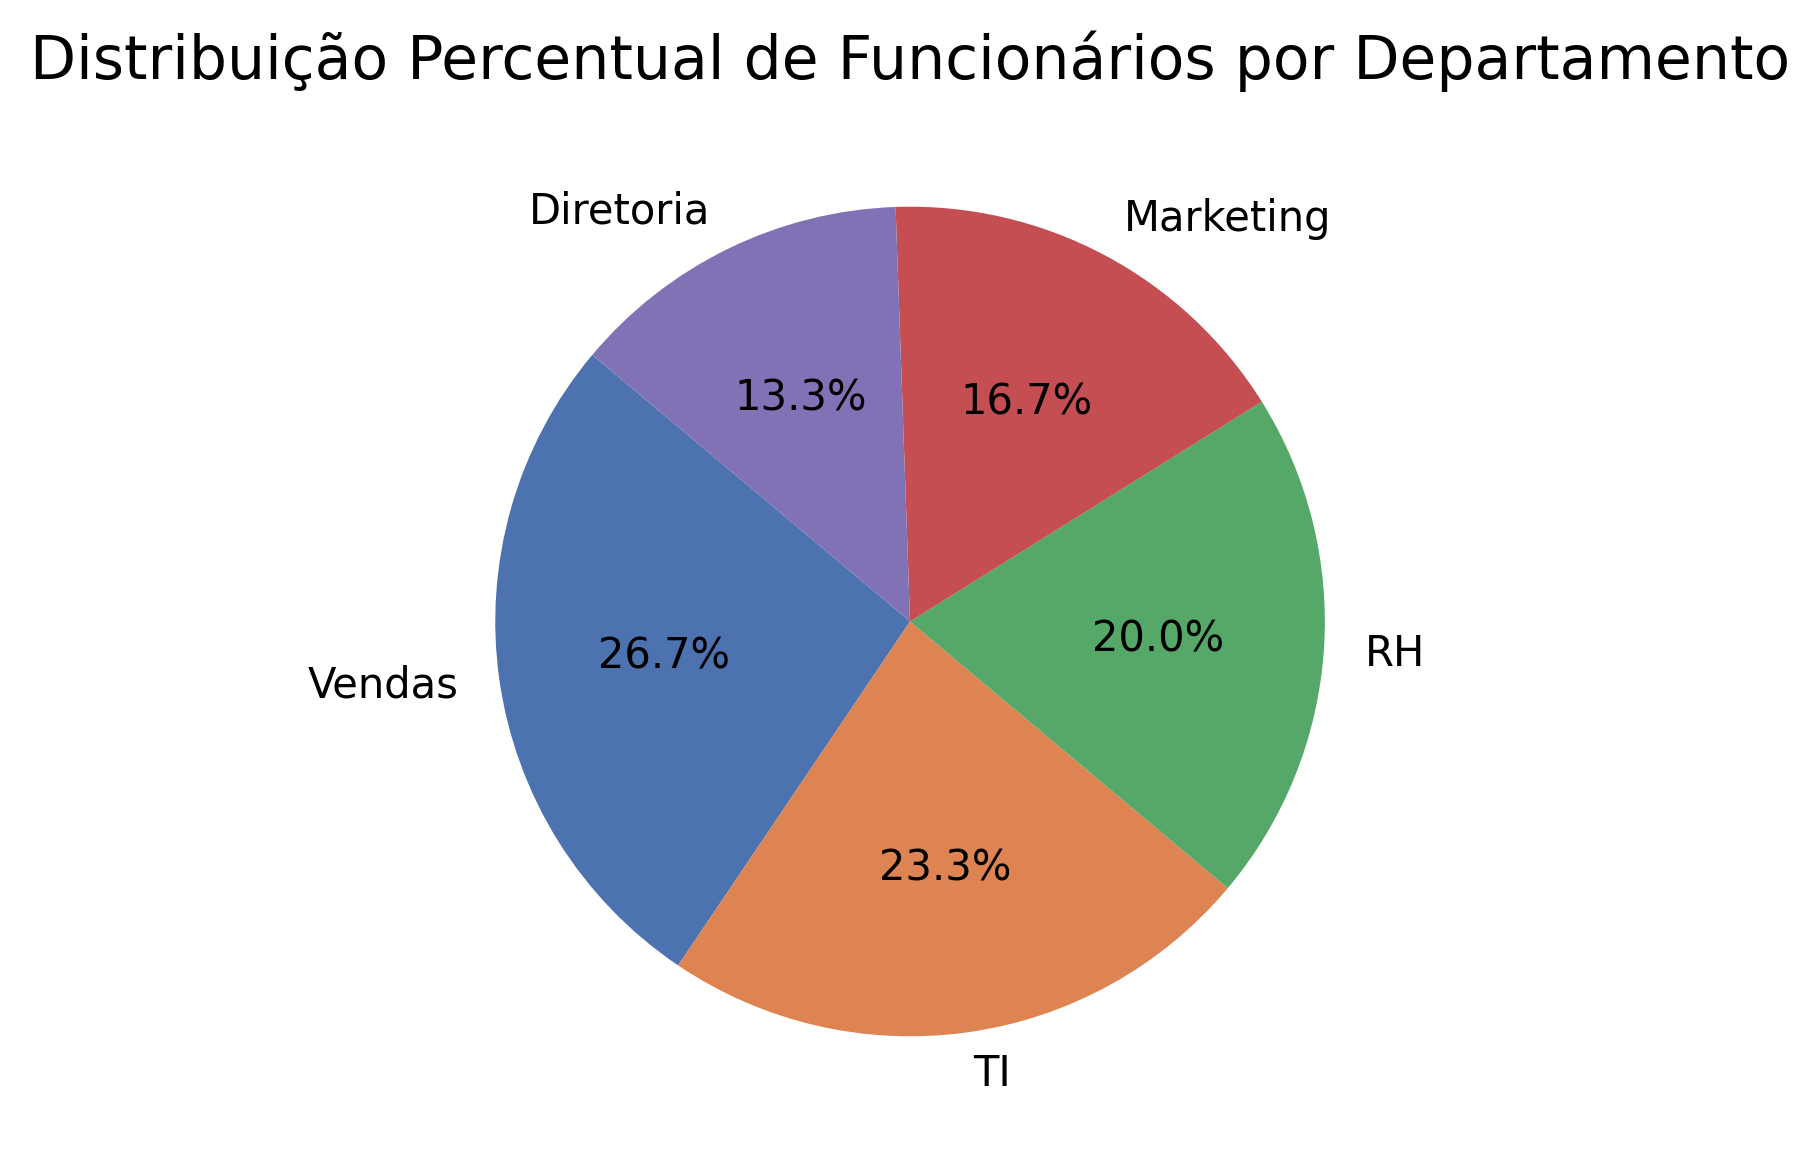 Distribuição Percentual de Funcionários por Departamento
Diretoria
Marketing
13.3%
16.7%
Vendas
26.7%
20.0%
RH
23.3%
TI